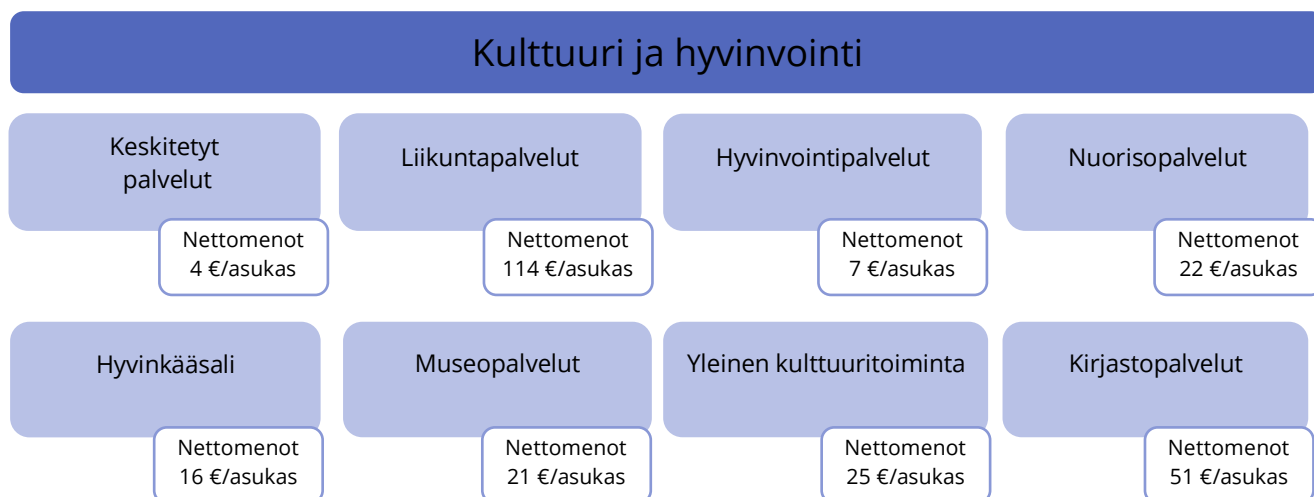 Kulttuuri ja hyvinvointi
Keskitetyt
palvelut
Nettomenot
4 €/asukas
Liikuntapalvelut
Nettomenot
114 €/asukas
Hyvinvointipalvelut
Nettomenot
7 €/asukas
Nuorisopalvelut
Nettomenot
22 €/asukas
Hyvinkääsali
Nettomenot
16 €/asukas
Museopalvelut
Nettomenot
21 €/asukas
Yleinen kulttuuritoiminta
Nettomenot
25 €/asukas
Kirjastopalvelut
Nettomenot
51 €/asukas